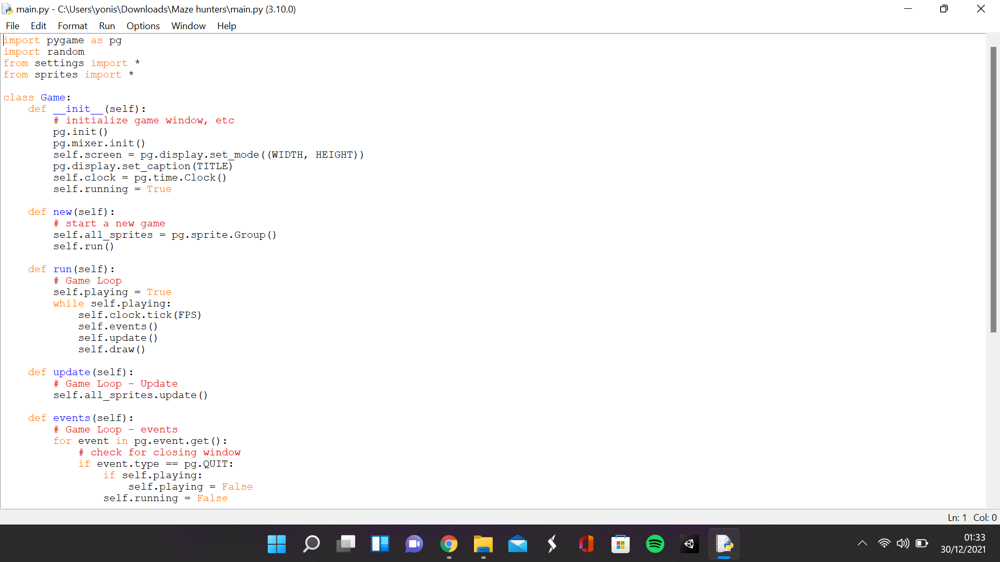 main.py - C:\Users\yonis\Downloads\Maze hunters\main.py (3.10.0)
File Edit Format Run Options Window Help
import pygame as pg
import random
from settings import *
from sprites import *

class Game:
    def __init__(self):
        # initialize game window, etc
        pg.init()
        pg.mixer.init()
        self.screen = pg.display.set_mode((WIDTH, HEIGHT))
        pg.display.set_caption(TITLE)
        self.clock = pg.time.Clock()
        self.running = True

    def new(self):
        # start a new game
        self.all_sprites = pg.sprite.Group()
        self.run()

    def run(self):
        # Game Loop
        self.playing = True
        while self.playing:
            self.clock.tick(FPS)
            self.events()
            self.update()
            self.draw()

    def update(self):
        # Game Loop - Update
        self.all_sprites.update()

    def events(self):
        # Game Loop - events
        for event in pg.event.get():
            # check for closing window
            if event.type == pg.QUIT:
                if self.playing:
                    self.playing = False
                self.running = False
Ln: 1 Col: 0
01:33
30/12/2021